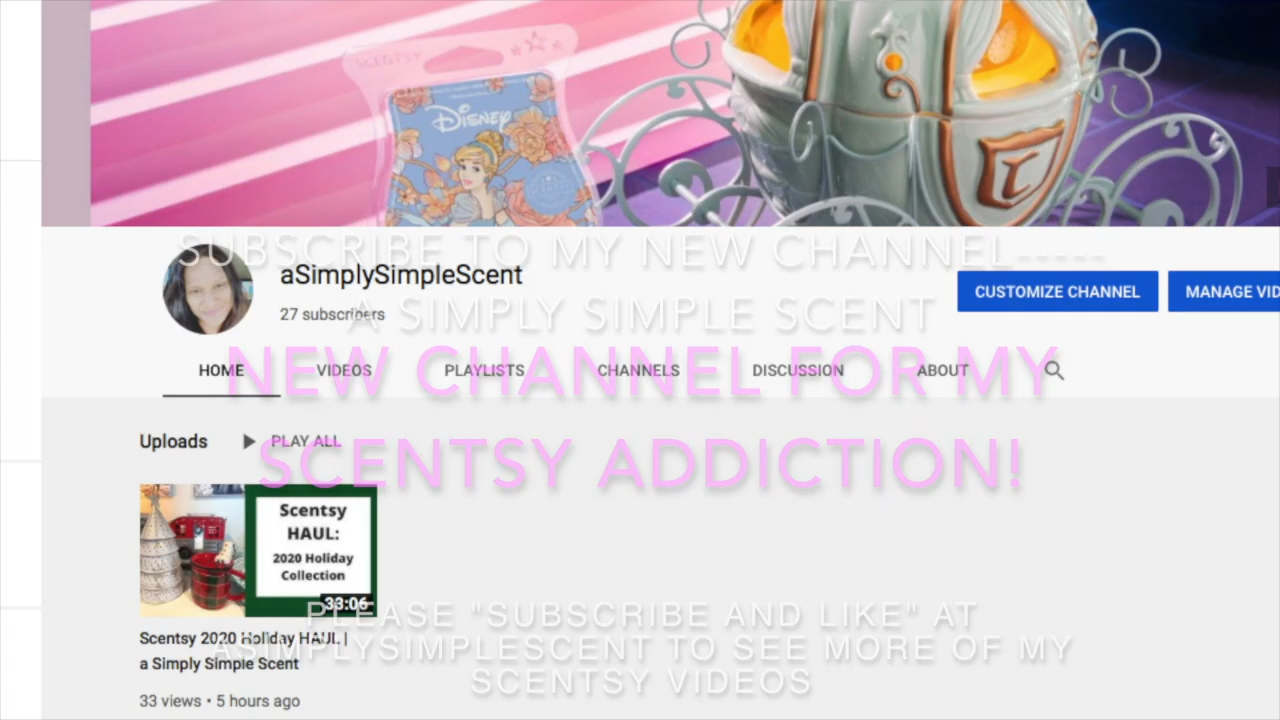 SCENTSY
Disney
SUBSCRIBE TO MY NEW CHANNEL-----
aSimplySimpleScent
27 subscribers
CUSTOMIZE CHANNEL
MANAGE VID
A SIMPLY SIMPLE SCENT
NEW CHANNEL FOR MY
HOME VIDEOS PLAYLISTS CHANNELS DISCUSSION ABOUT
SCENTSY ADDICTION!
Uploads PLAY ALL
Scentsy
HAUL:
2020 Holiday
Collection
33:06
PLEASE "SUBSCRIBE AND LIKE" AT
ASIMPLYSIMPLESCENT TO SEE MORE OF MY
SCENTSY VIDEOS
Scentsy 2020 Holiday HAUL |
a Simply Simple Scent
33 views • 5 hours ago